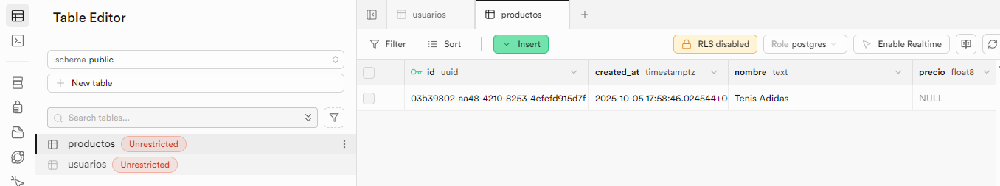 Table Editor
schema public
New table
Search tables...
productos Unrestricted
usuarios Unrestricted
usuarios productos
Filter Sort Insert RLS disabled Role postgres Enable Realtime
id uuid created_at timestamptz nombre text precio float8
03b39802-aa48-4210-8253-4efefd915d7f 2025-10-05 17:58:46.024544+0 Tenis Adidas NULL